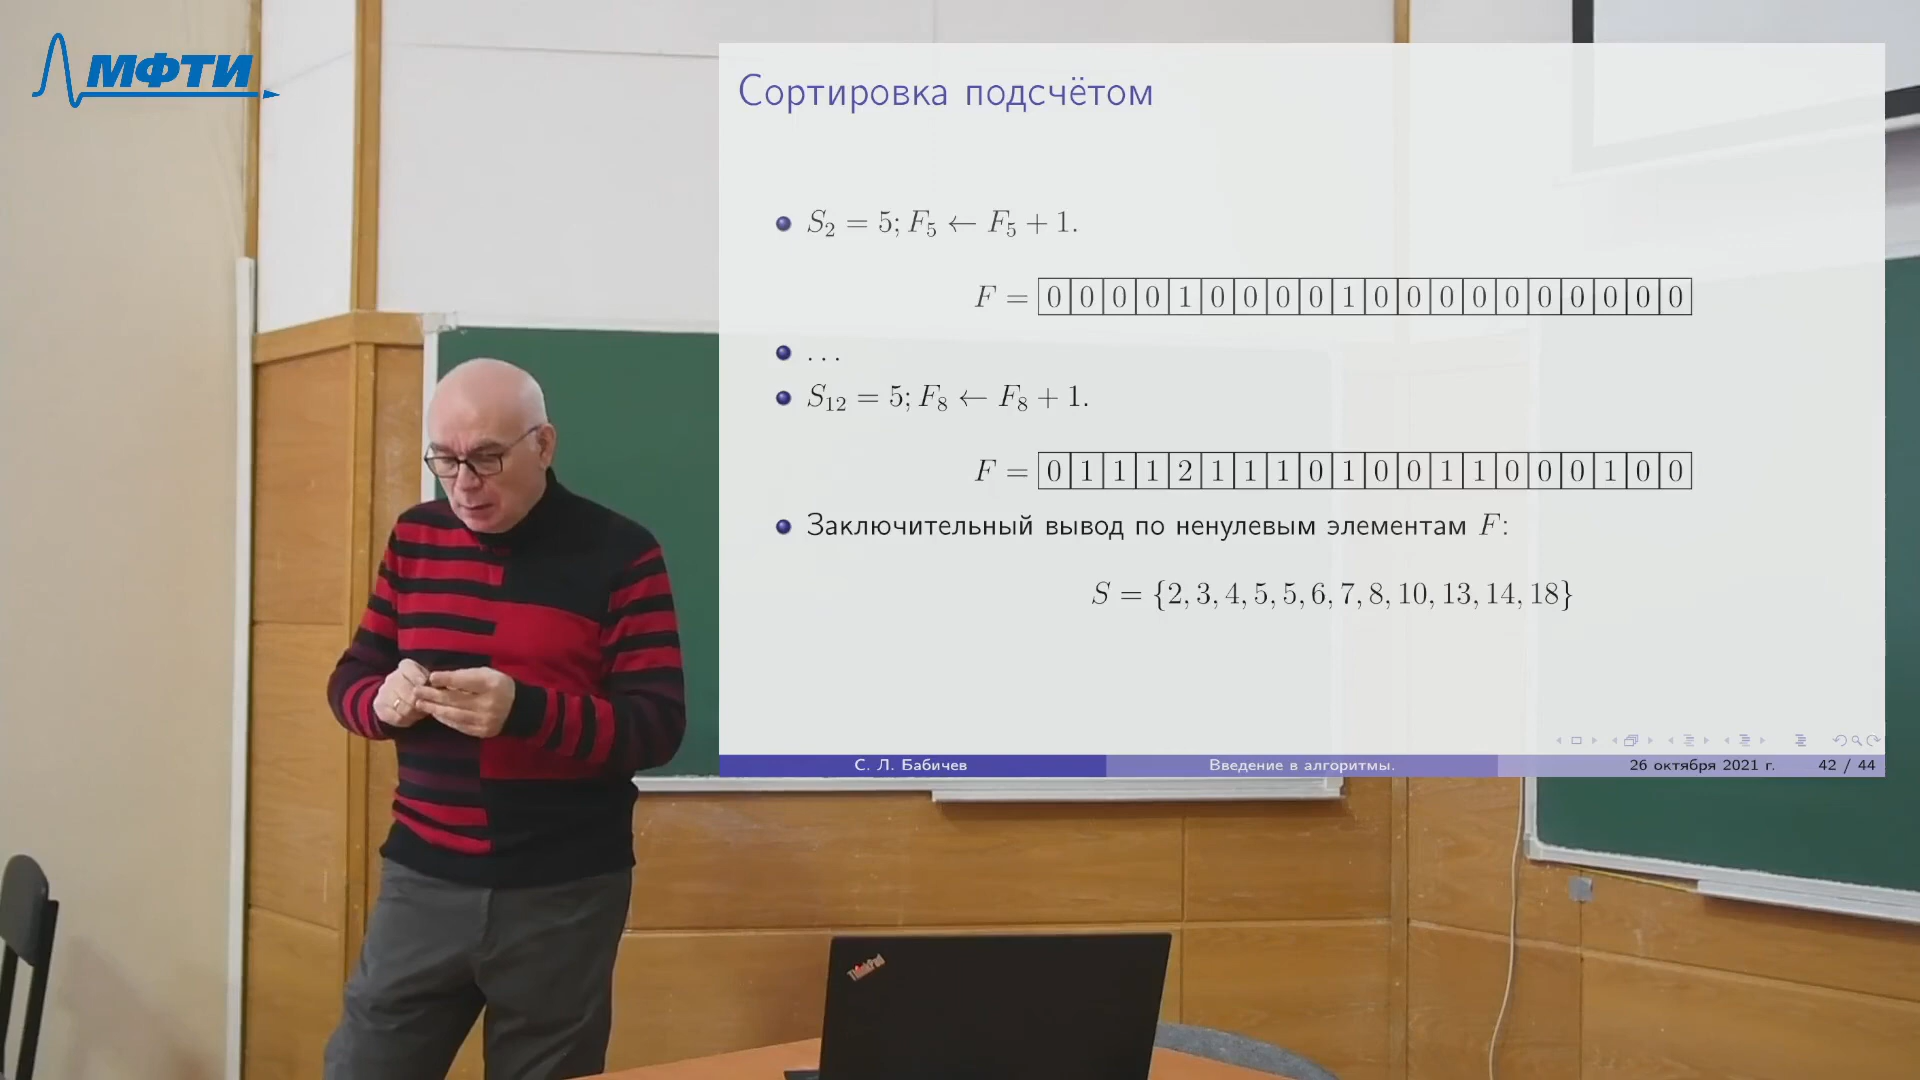 МФТИ
Сортировка подсчётом
S₂ = 5; F₅ ← F₅ + 1.
F = 0 0 0 0 1 0 0 0 0 1 0 0 0 0 0 0 0 0 0 0
. . .
S₁₂ = 5; F₈ ← F₈ + 1.
F = 0 1 1 1 2 1 1 1 0 1 0 0 1 1 0 0 0 1 0 0
Заключительный вывод по ненулевым элементам F:
S = {2, 3, 4, 5, 5, 6, 7, 8, 10, 13, 14, 18}
С. Л. Бабичев Введение в алгоритмы. 26 октября 2021 г. 42 / 44
ThinkPad